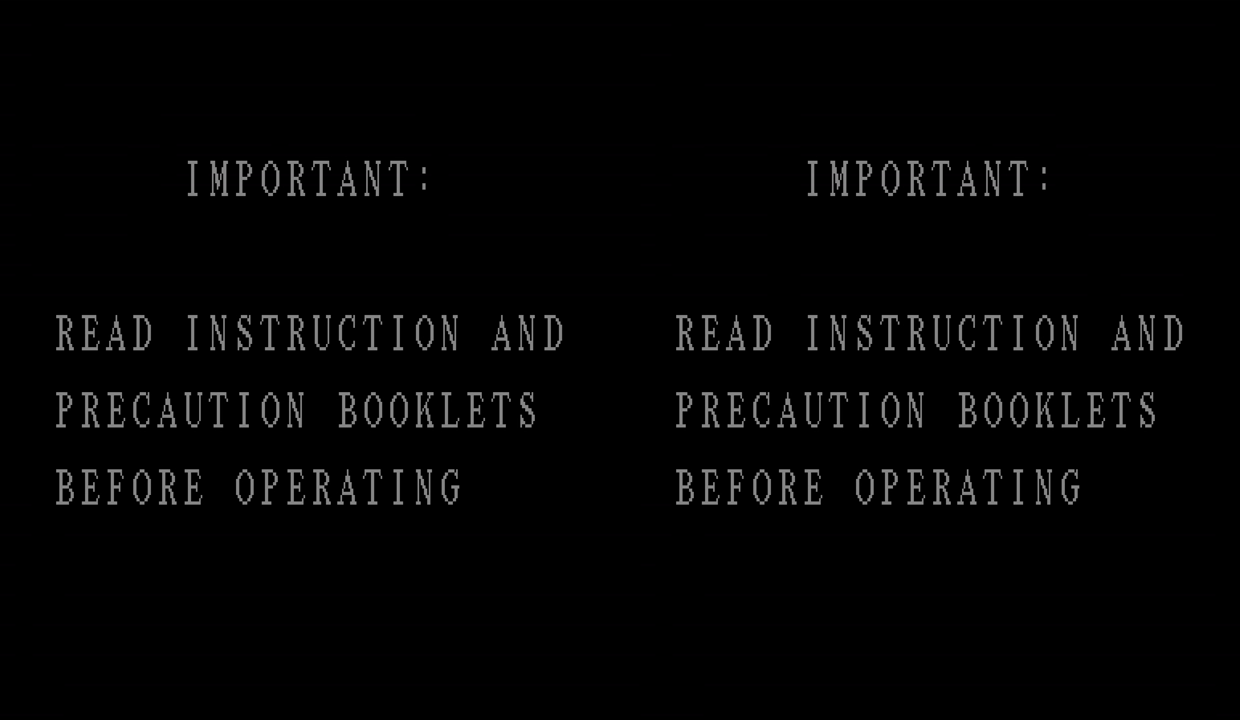 IMPORTANT:
READ INSTRUCTION AND
PRECAUTION BOOKLETS
BEFORE OPERATING
IMPORTANT:
READ INSTRUCTION AND
PRECAUTION BOOKLETS
BEFORE OPERATING